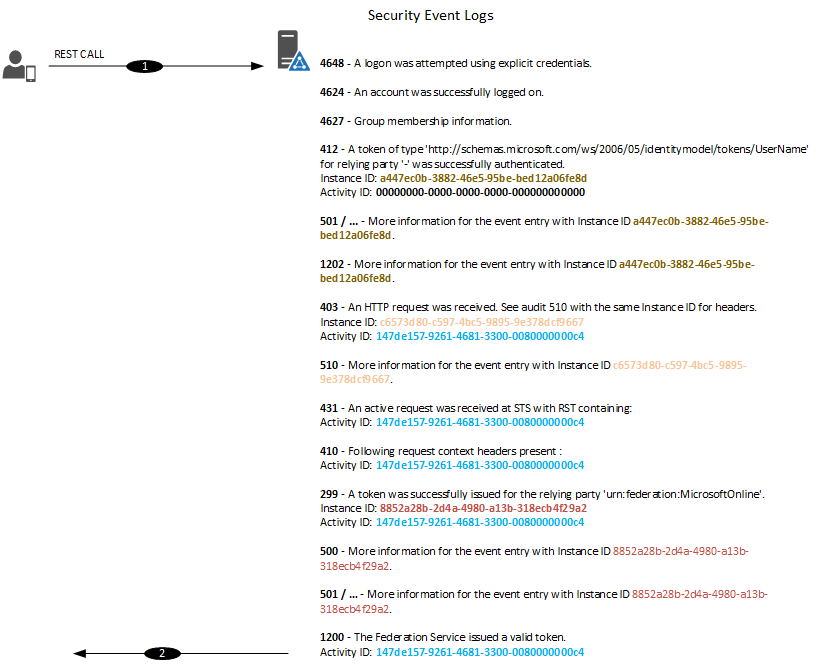 Security Event Logs
REST CALL
1
4648 - A logon was attempted using explicit credentials.
4624 - An account was successfully logged on.
4627 - Group membership information.
412 - A token of type 'http://schemas.microsoft.com/ws/2006/05/identitymodel/tokens/UserName'
for relying party '-' was successfully authenticated.
Instance ID: a447ec0b-3882-46e5-95be-bed12a06fe8d
Activity ID: 00000000-0000-0000-0000-000000000000
501 / ... - More information for the event entry with Instance ID a447ec0b-3882-46e5-95be-
bed12a06fe8d.
1202 - More information for the event entry with Instance ID a447ec0b-3882-46e5-95be-
bed12a06fe8d.
403 - An HTTP request was received. See audit 510 with the same Instance ID for headers.
Instance ID: c6573d80-c597-4bc5-9895-9e378dcf9667
Activity ID: 147de157-9261-4681-3300-0080000000c4
510 - More information for the event entry with Instance ID c6573d80-c597-4bc5-9895-
9e378dcf9667.
431 - An active request was received at STS with RST containing:
Activity ID: 147de157-9261-4681-3300-0080000000c4
410 - Following request context headers present :
Activity ID: 147de157-9261-4681-3300-0080000000c4
299 - A token was successfully issued for the relying party 'urn:federation:MicrosoftOnline'.
Instance ID: 8852a28b-2d4a-4980-a13b-318ecb4f29a2
Activity ID: 147de157-9261-4681-3300-0080000000c4
500 - More information for the event entry with Instance ID 8852a28b-2d4a-4980-a13b-
318ecb4f29a2.
501 / ... - More information for the event entry with Instance ID 8852a28b-2d4a-4980-a13b-
318ecb4f29a2.
1200 - The Federation Service issued a valid token.
Activity ID: 147de157-9261-4681-3300-0080000000c4
2